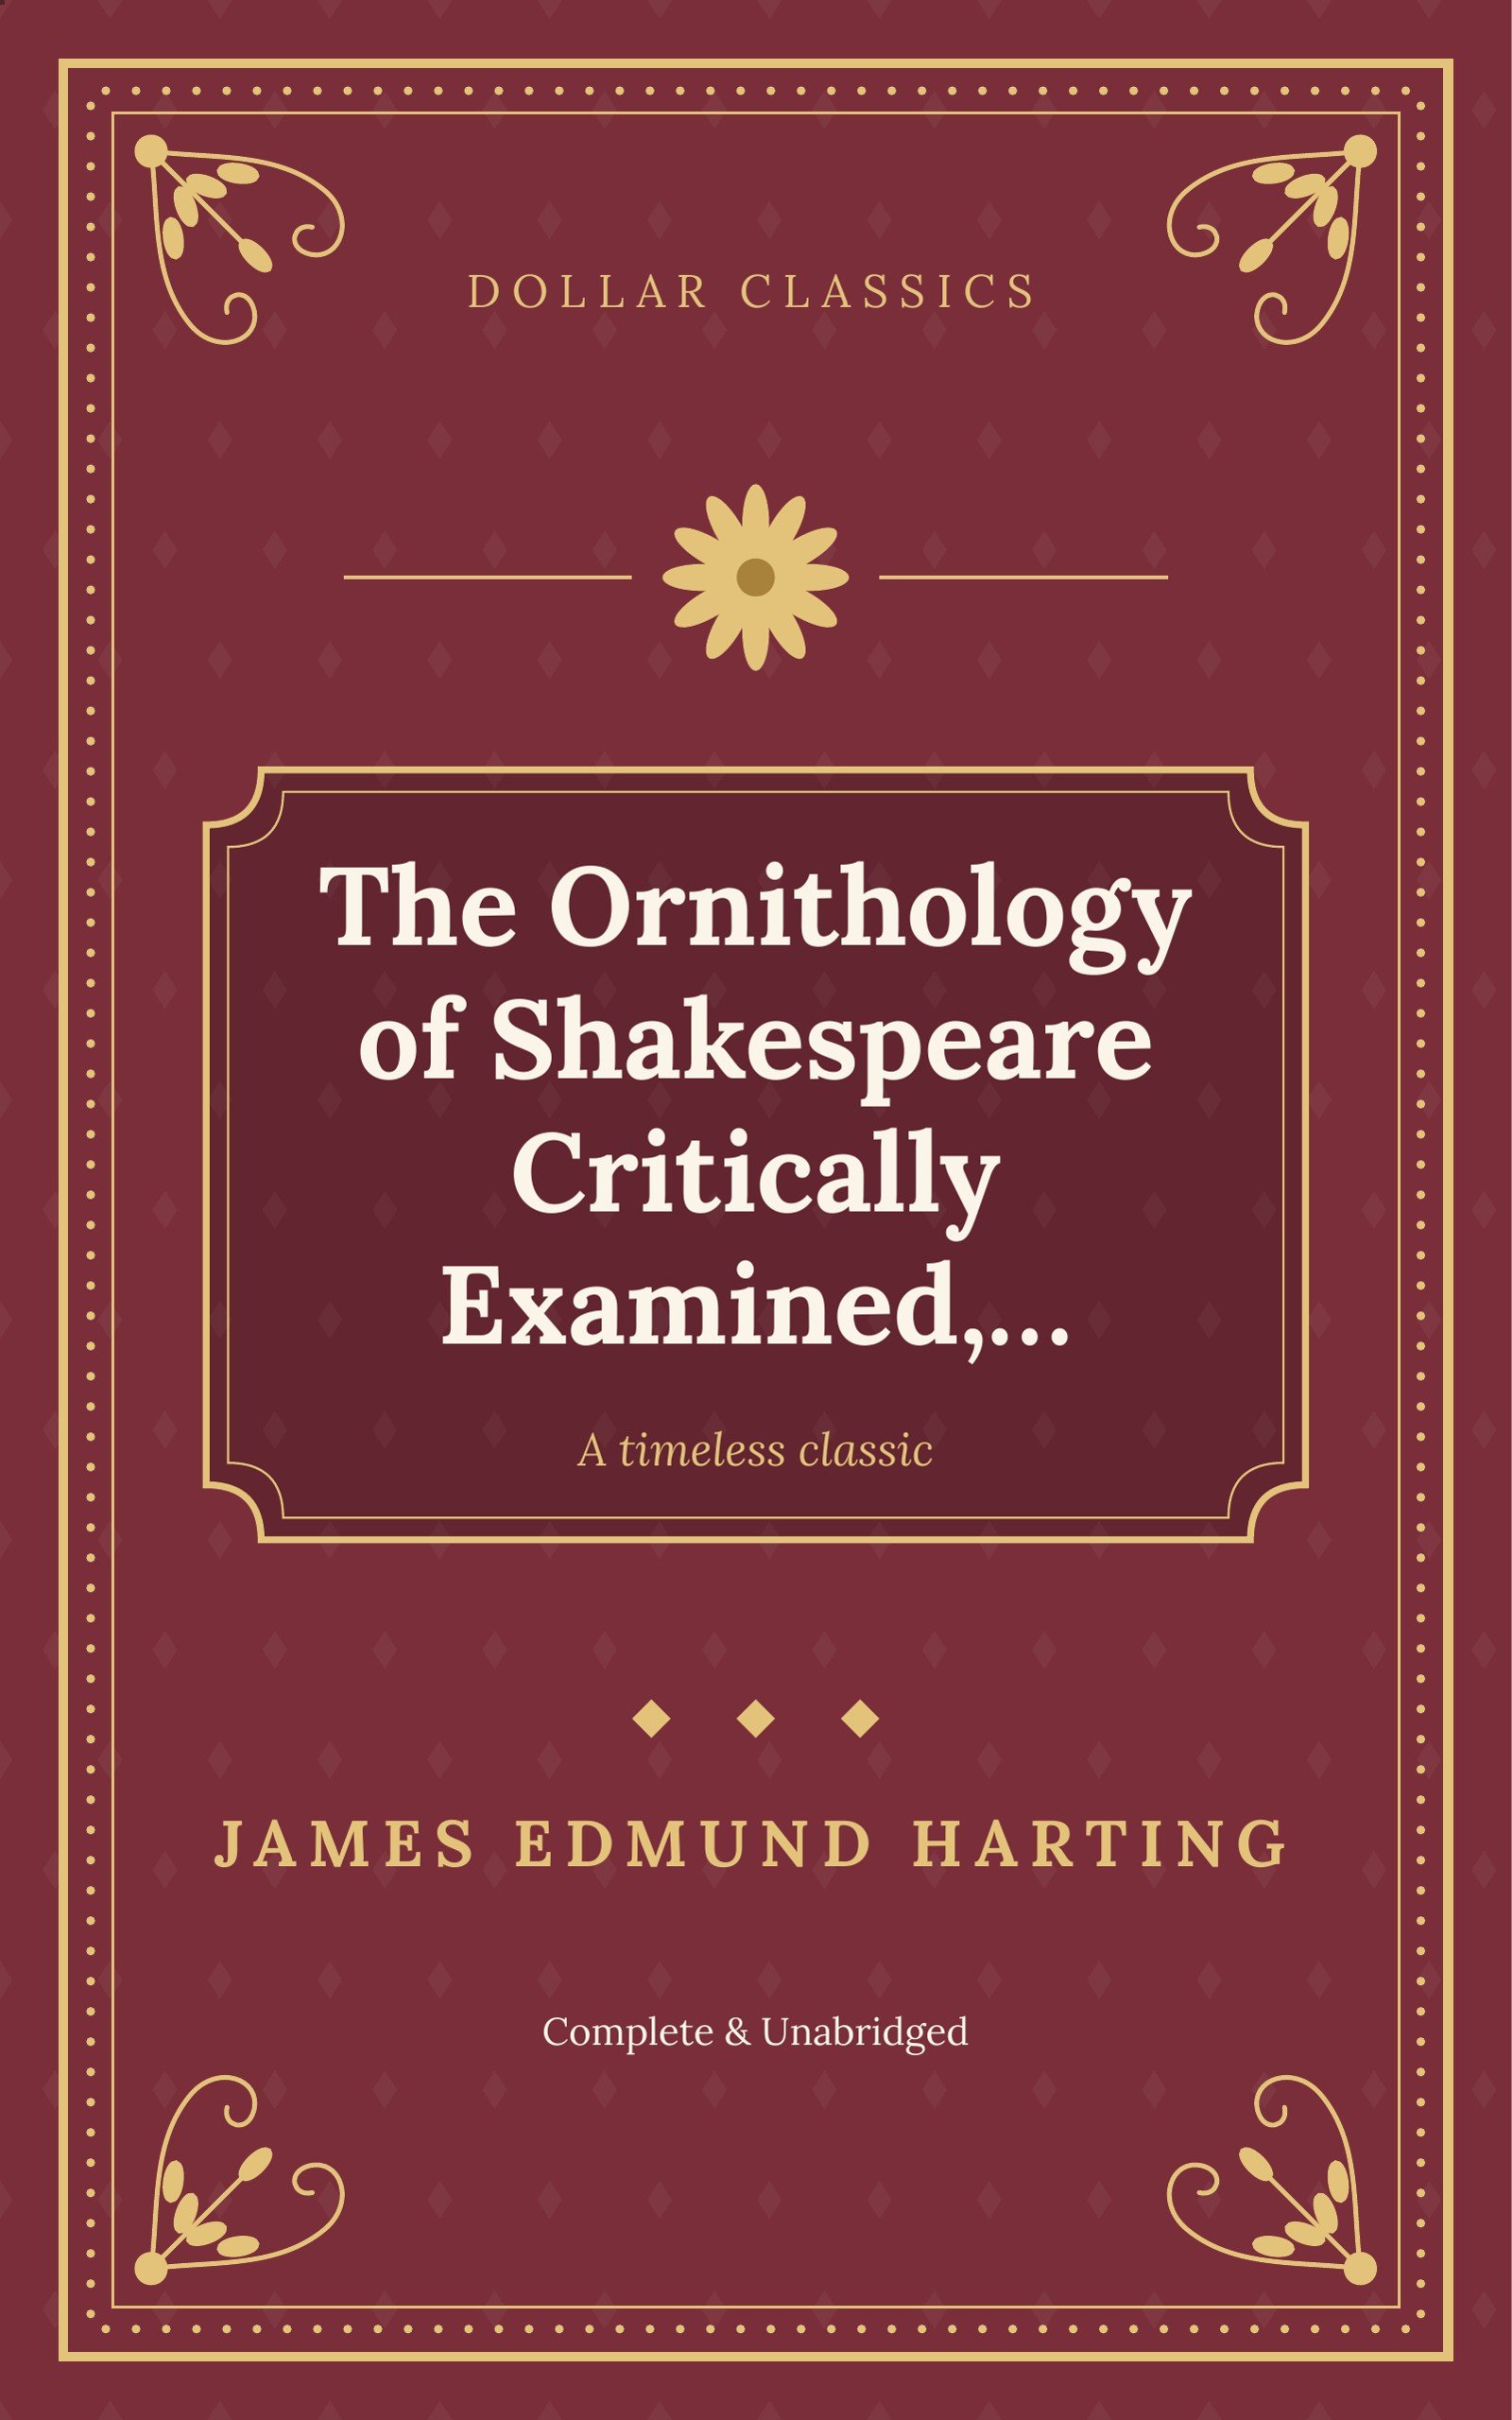 DOLLAR CLASSICS
The Ornithology
of Shakespeare
Critically
Examined,...
A timeless classic
JAMES EDMUND HARTING
Complete & Unabridged